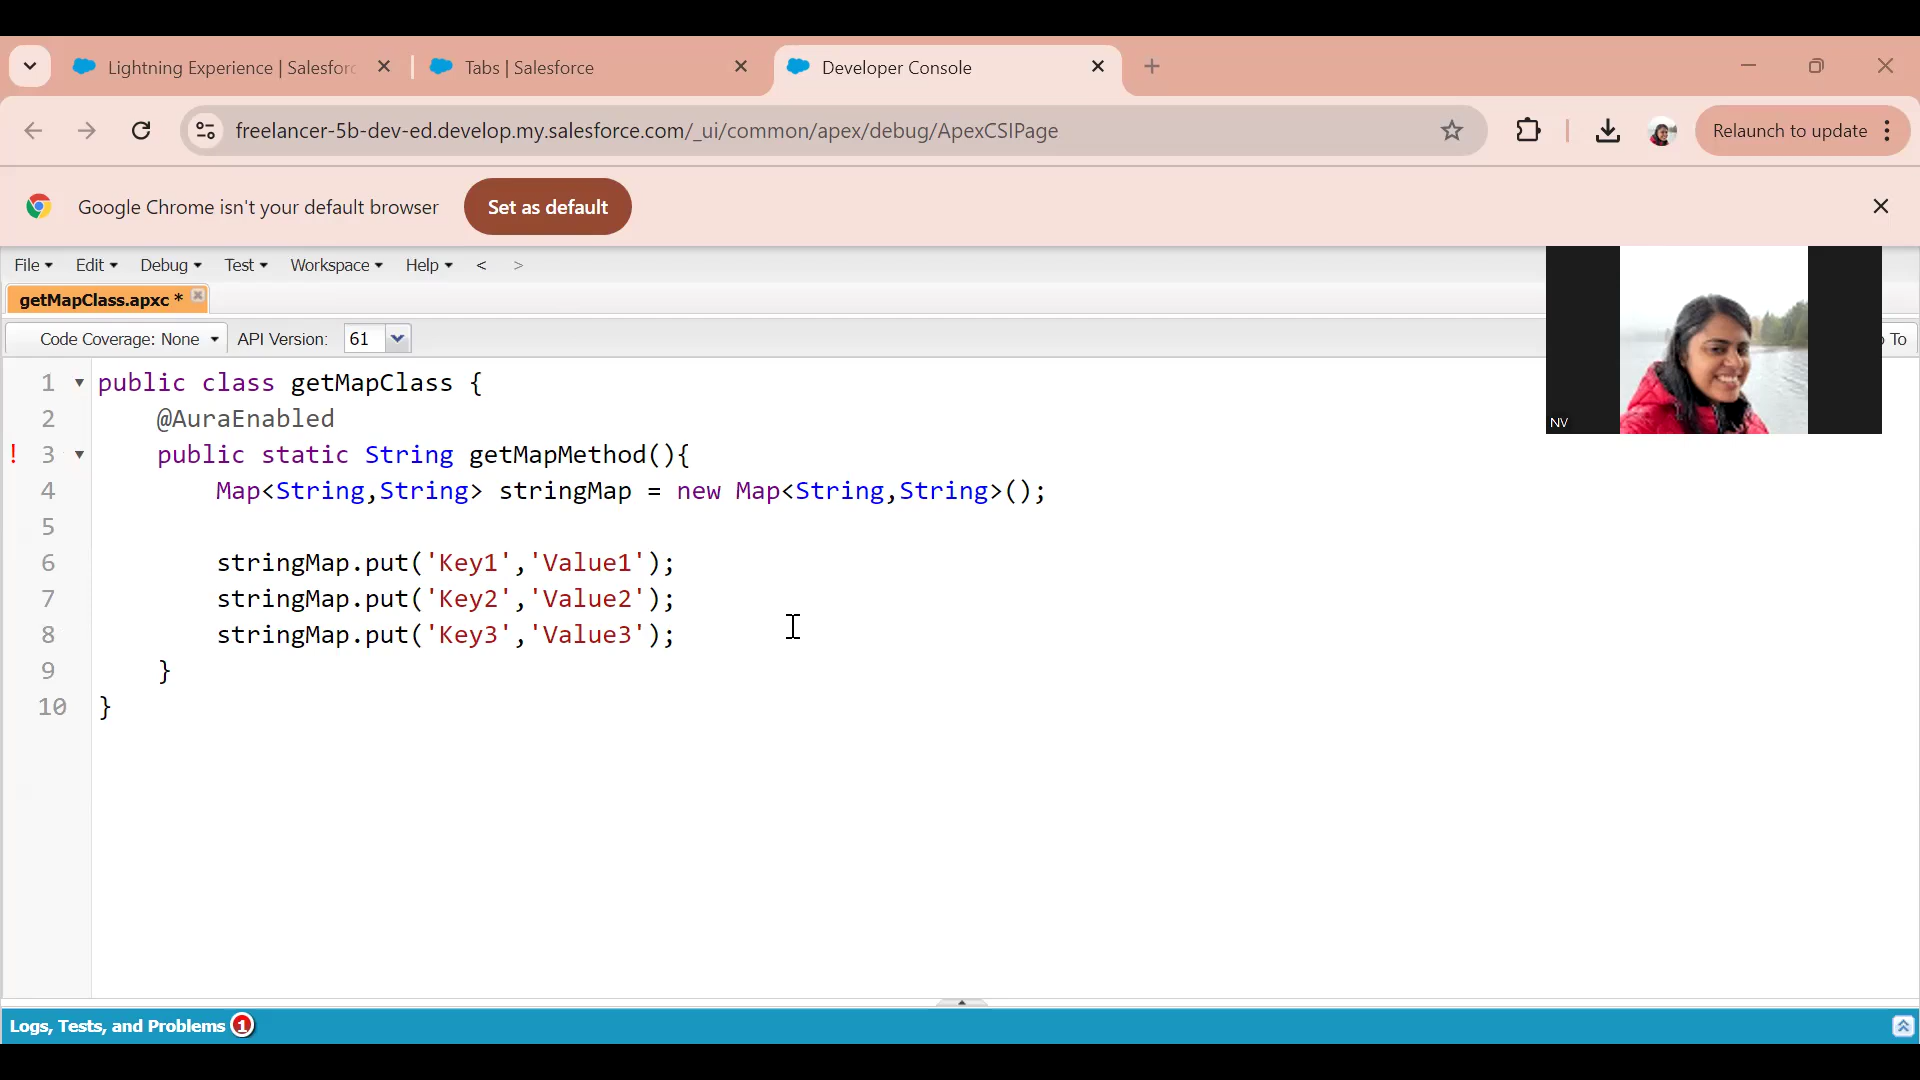 Lightning Experience | Salesforc
Tabs | Salesforce
Developer Console
freelancer-5b-dev-ed.develop.my.salesforce.com/_ui/common/apex/debug/ApexCSIPage
Relaunch to update
Google Chrome isn't your default browser
Set as default
File Edit Debug Test Workspace Help < >
getMapClass.apxc *
Code Coverage: None API Version: 61
To
1 public class getMapClass {
2 @AuraEnabled
! 3 public static String getMapMethod(){
4 Map<String,String> stringMap = new Map<String,String>();
5
6 stringMap.put('Key1','Value1');
7 stringMap.put('Key2','Value2');
8 stringMap.put('Key3','Value3');
9 }
10 }
NV
Logs, Tests, and Problems 1